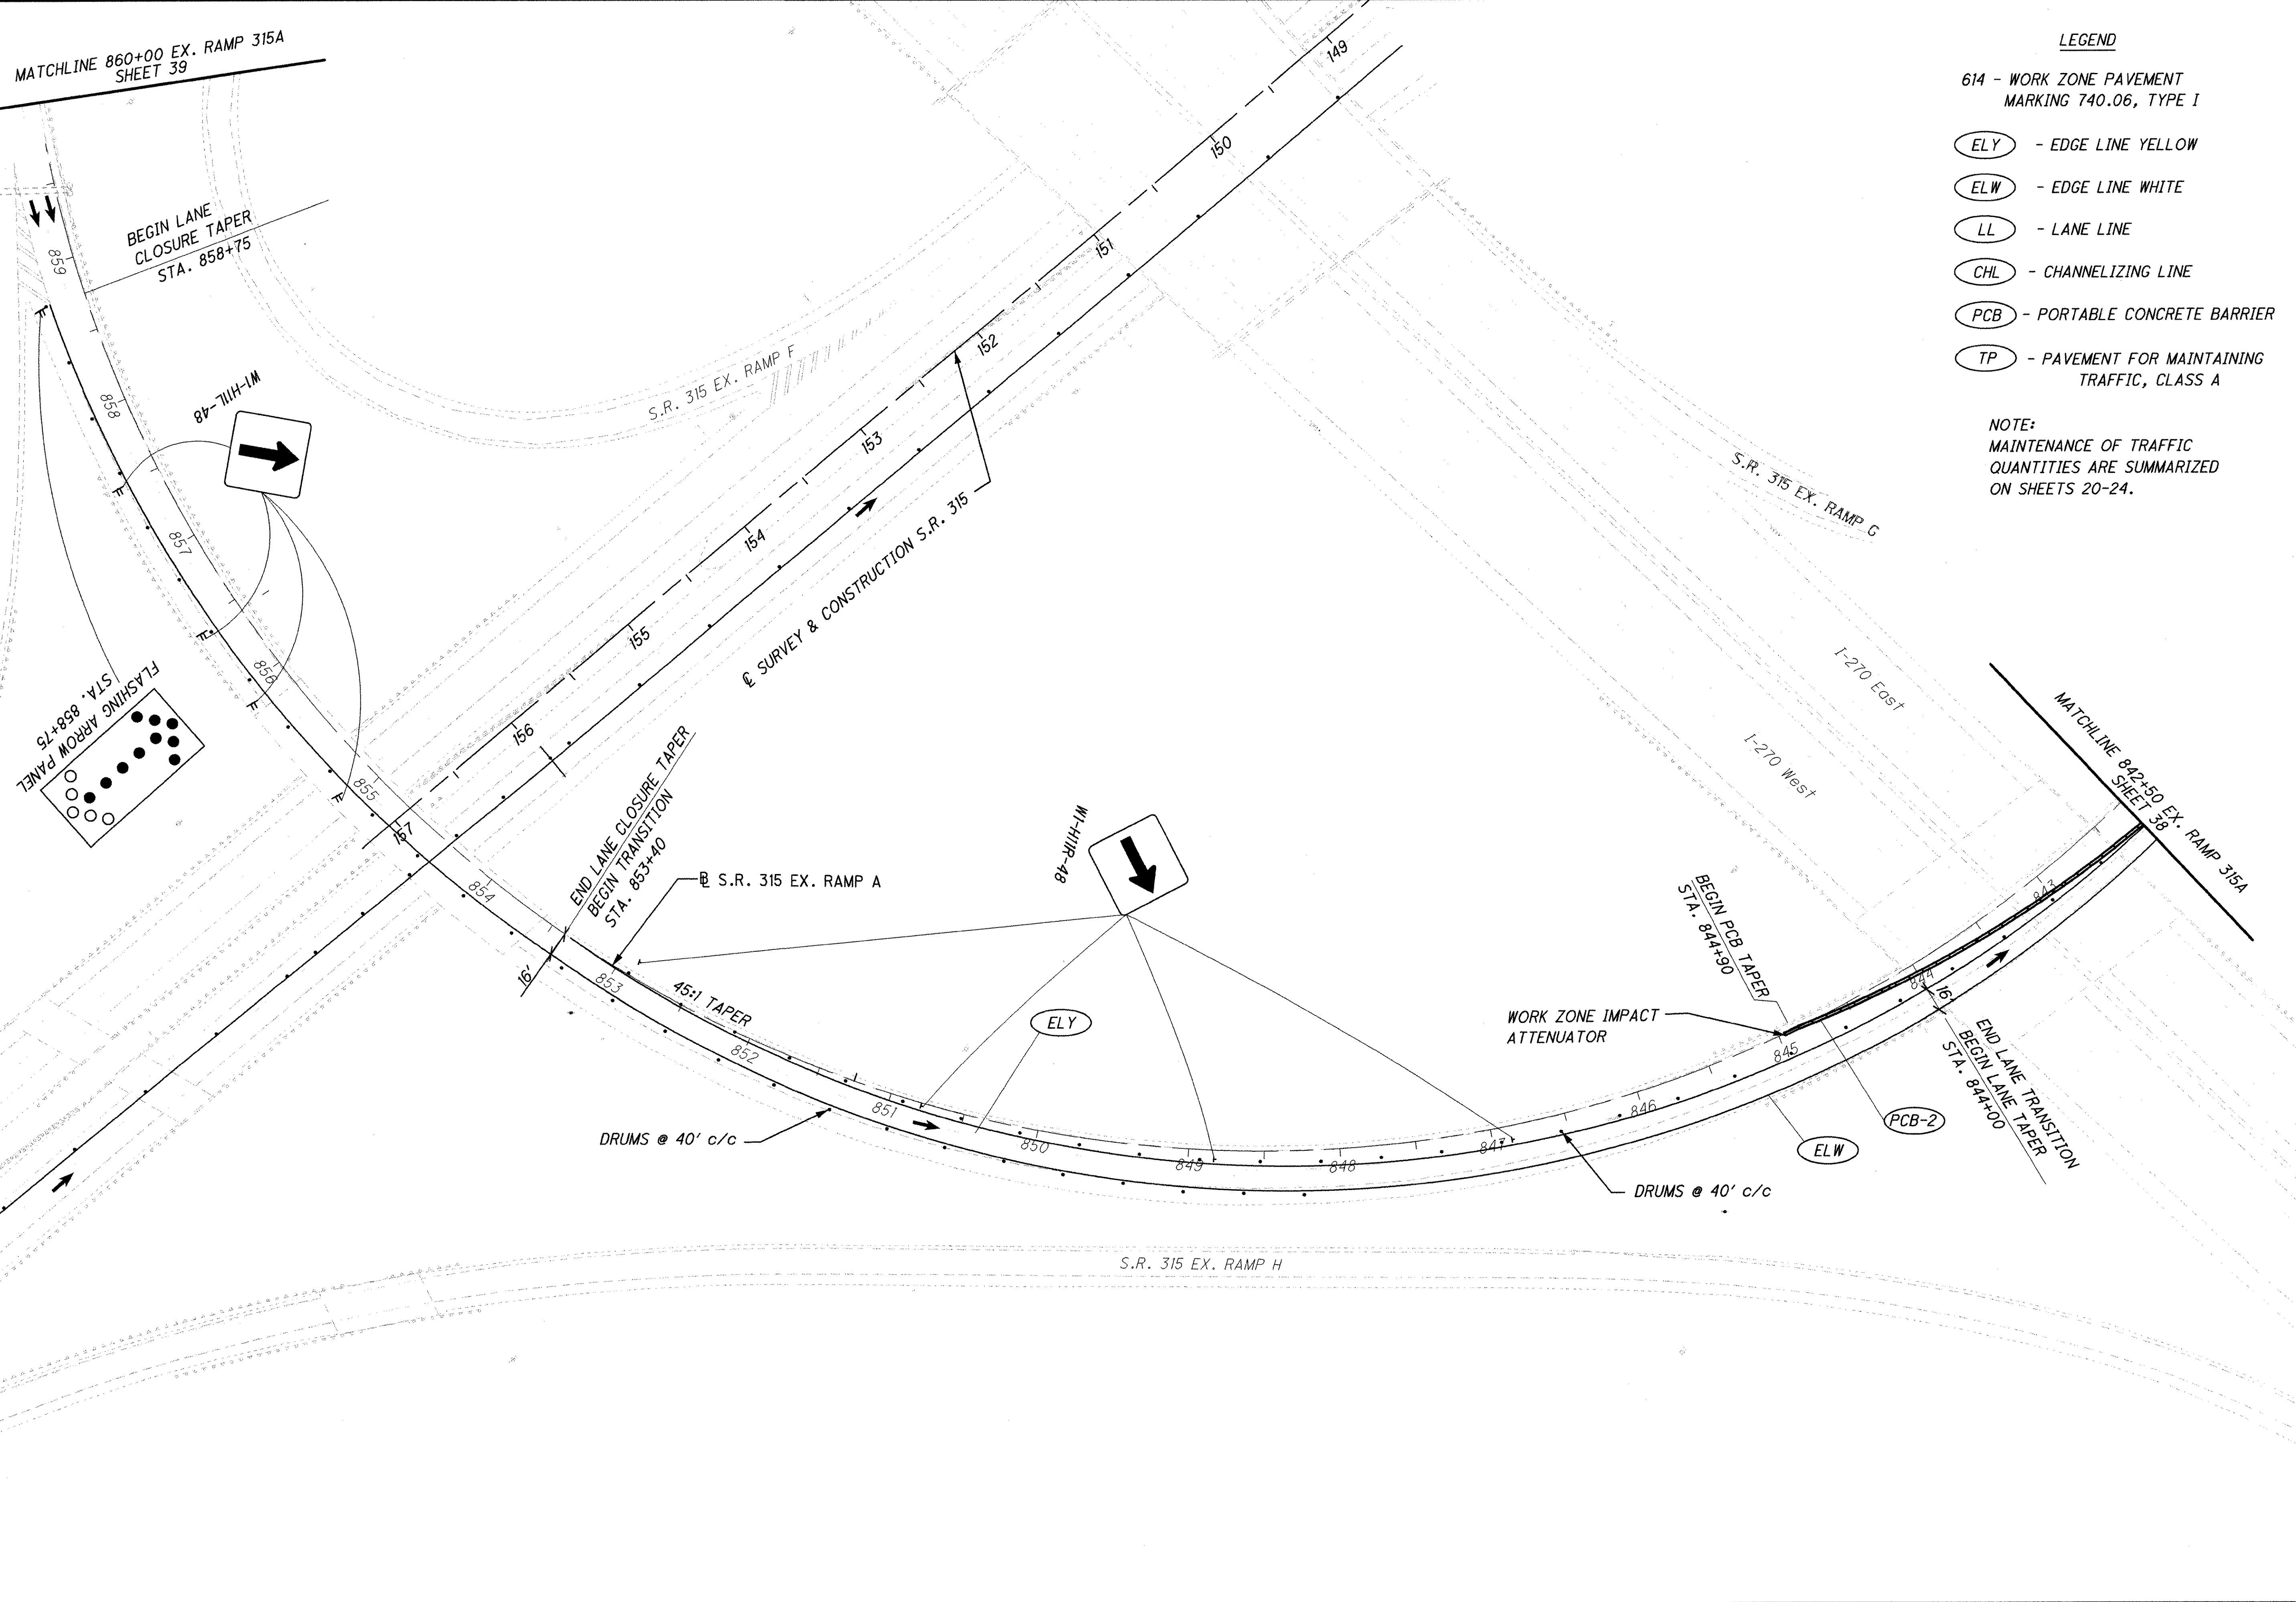 MATCHLINE 860+00 EX. RAMP 315A
SHEET 39
BEGIN LANE
CLOSURE TAPER
STA. 858+75
859
858
857
856
855
854
853
852
851
850
849
848
847
846
845
844
843
W1-H11L-48
FLASHING ARROW PANEL
STA. 858+75
S.R. 315 EX. RAMP F
149
150
151
152
153
154
155
156
157
℄ SURVEY & CONSTRUCTION S.R. 315
END LANE CLOSURE TAPER
BEGIN TRANSITION
STA. 853+40
16'
℄ S.R. 315 EX. RAMP A
45:1 TAPER
W1-H11R-48
ELY
DRUMS @ 40' c/c
DRUMS @ 40' c/c
WORK ZONE IMPACT
ATTENUATOR
BEGIN PCB TAPER
STA. 844+90
PCB-2
ELW
16'
END LANE TRANSITION
BEGIN LANE TAPER
STA. 844+00
MATCHLINE 842+50 EX. RAMP 315A
SHEET 38
I-270 East
I-270 West
S.R. 315 EX. RAMP G
S.R. 315 EX. RAMP H
LEGEND
614 - WORK ZONE PAVEMENT
MARKING 740.06, TYPE I
ELY - EDGE LINE YELLOW
ELW - EDGE LINE WHITE
LL - LANE LINE
CHL - CHANNELIZING LINE
PCB - PORTABLE CONCRETE BARRIER
TP - PAVEMENT FOR MAINTAINING
TRAFFIC, CLASS A
NOTE:
MAINTENANCE OF TRAFFIC
QUANTITIES ARE SUMMARIZED
ON SHEETS 20-24.